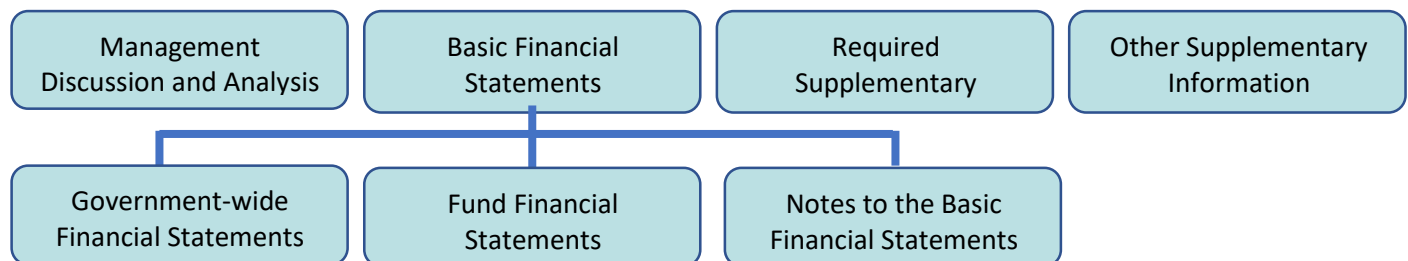 Management
Discussion and Analysis
Basic Financial
Statements
Required
Supplementary
Other Supplementary
Information
Government-wide
Financial Statements
Fund Financial
Statements
Notes to the Basic
Financial Statements